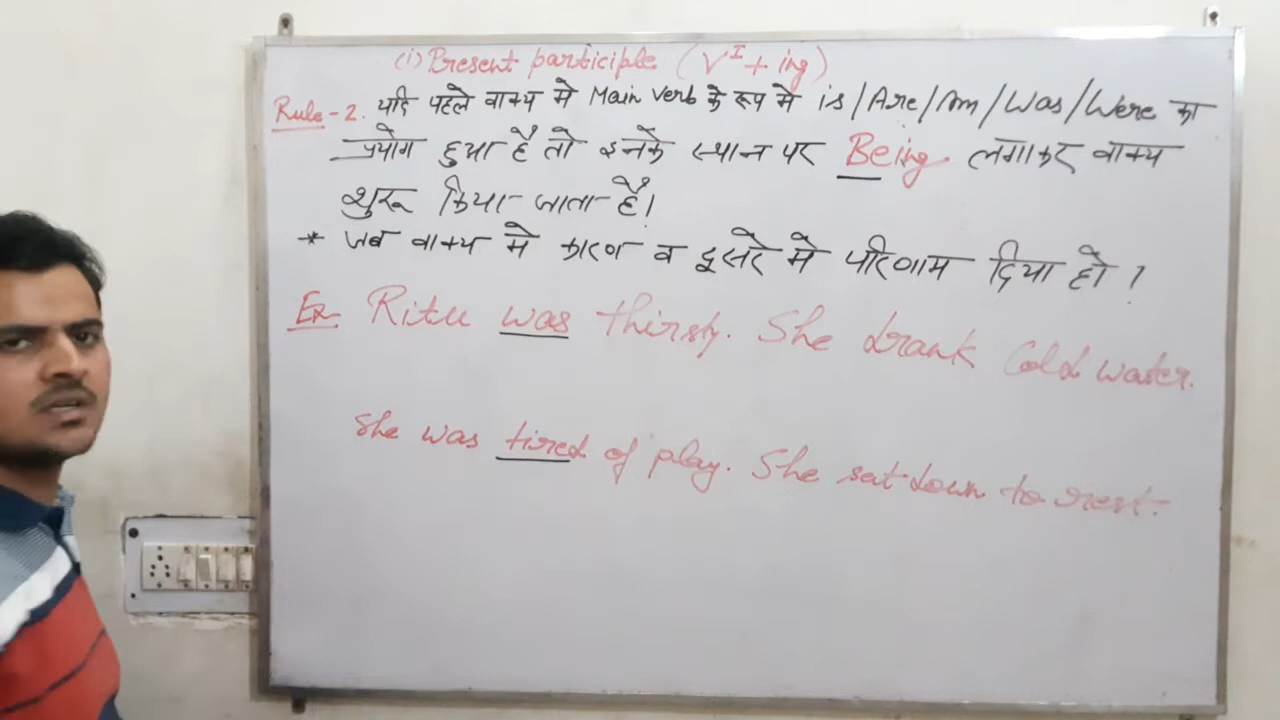 (i) Present participle (V^I + ing)
Rule-2. यदि पहले वाक्य मे Main verb के रूप मे is/Are/Am/Was/Were का
प्रयोग हुआ है तो इनके स्थान पर Being लगाकर वाक्य
शुरू किया जाता है।
* जब वाक्य मे कारण व दूसरे मे परिणाम दिया हो।
Ex Ritu was thirsty. She drank Cold water.
She was tired of play. She sat down to rest.